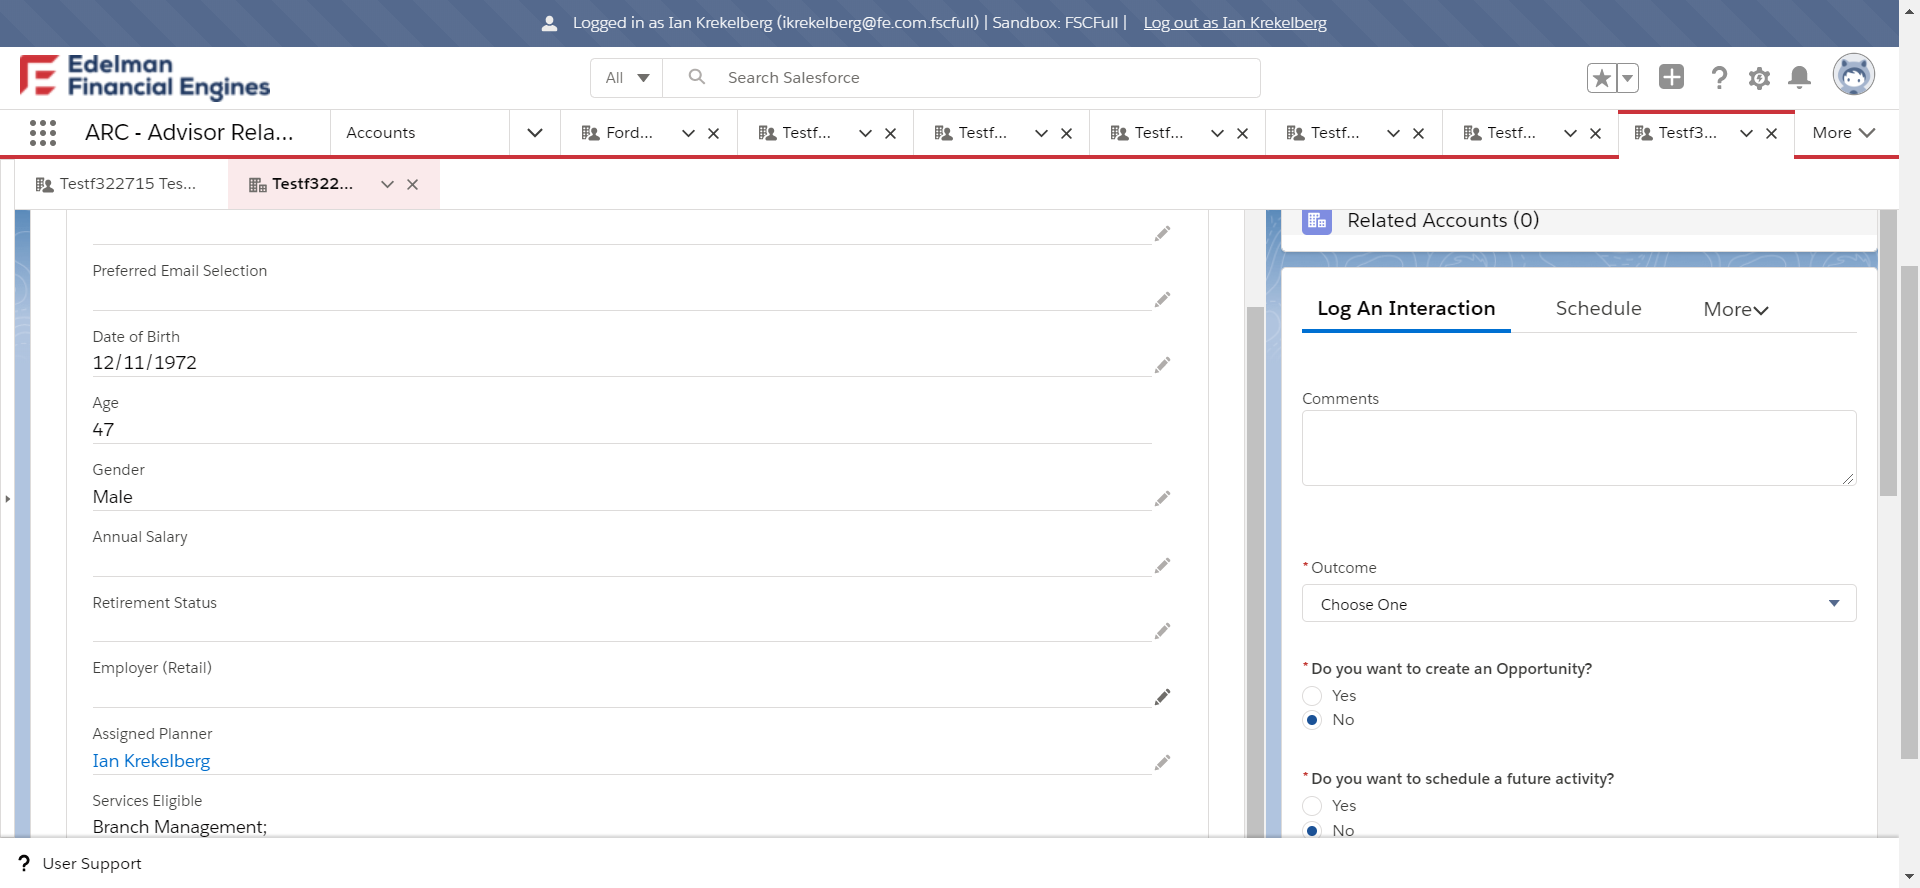 Logged in as Ian Krekelberg (ikrekelberg@fe.com.fscfull) | Sandbox: FSCFull | Log out as Ian Krekelberg
Edelman
Financial Engines
All
Search Salesforce
ARC - Advisor Rela...
Accounts
Ford...
Testf...
Testf...
Testf...
Testf...
Testf...
Testf3...
More
Testf322715 Tes...
Testf322...
Preferred Email Selection
Date of Birth
12/11/1972
Age
47
Gender
Male
Annual Salary
Retirement Status
Employer (Retail)
Assigned Planner
Ian Krekelberg
Services Eligible
Branch Management;
Related Accounts (0)
Log An Interaction
Schedule
More
Comments
*Outcome
Choose One
*Do you want to create an Opportunity?
Yes
No
*Do you want to schedule a future activity?
Yes
No
? User Support